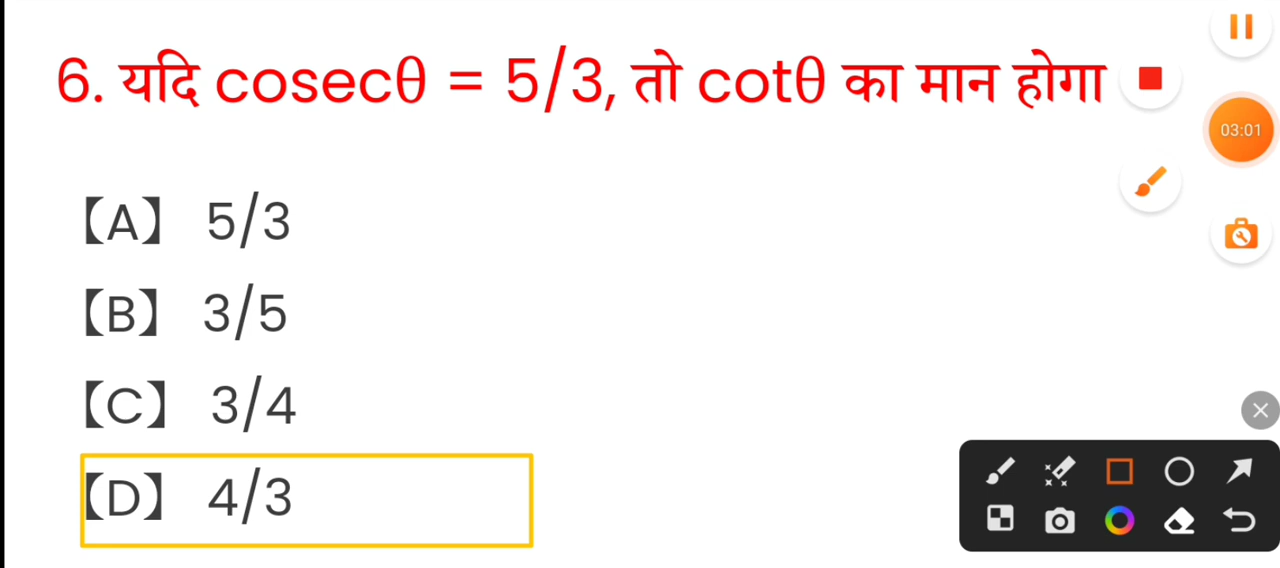 6. यदि cosecθ = 5/3, तो cotθ का मान होगा
03:01
【A】 5/3
【B】 3/5
【C】 3/4
【D】 4/3